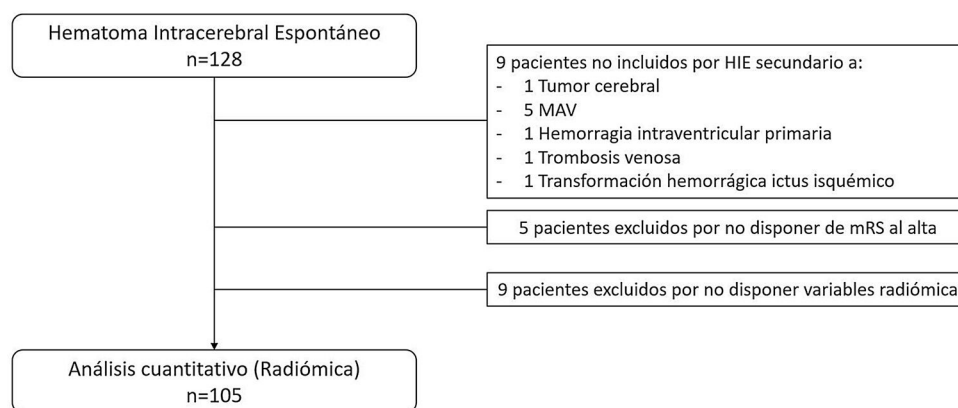 Hematoma Intracerebral Espontáneo
n=128
9 pacientes no incluidos por HIE secundario a:
- 1 Tumor cerebral
- 5 MAV
- 1 Hemorragia intraventricular primaria
- 1 Trombosis venosa
- 1 Transformación hemorrágica ictus isquémico
5 pacientes excluidos por no disponer de mRS al alta
9 pacientes excluidos por no disponer variables radiómica
Análisis cuantitativo (Radiómica)
n=105